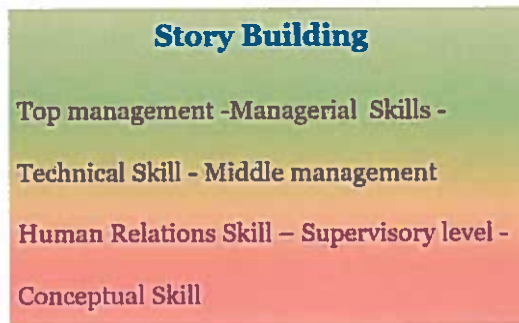 Story Building
Top management -Managerial Skills -
Technical Skill - Middle management
Human Relations Skill – Supervisory level -
Conceptual Skill